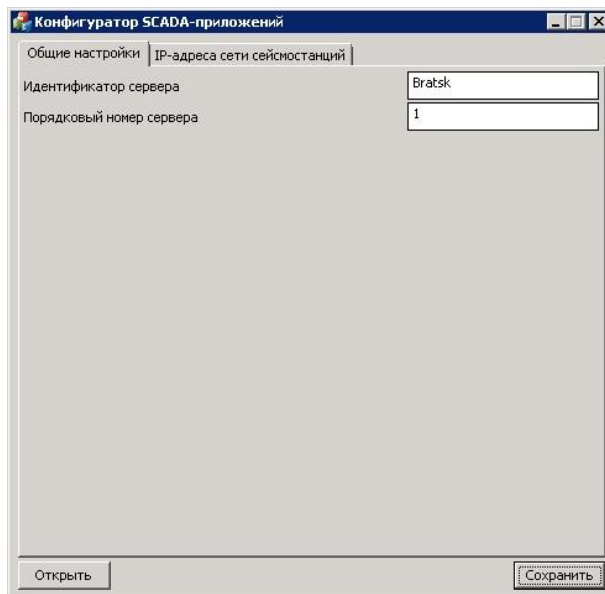 Конфигуратор SCADA-приложений
Общие настройки
IP-адреса сети сейсмостанций
Идентификатор сервера
Bratsk
Порядковый номер сервера
1
Открыть
Сохранить